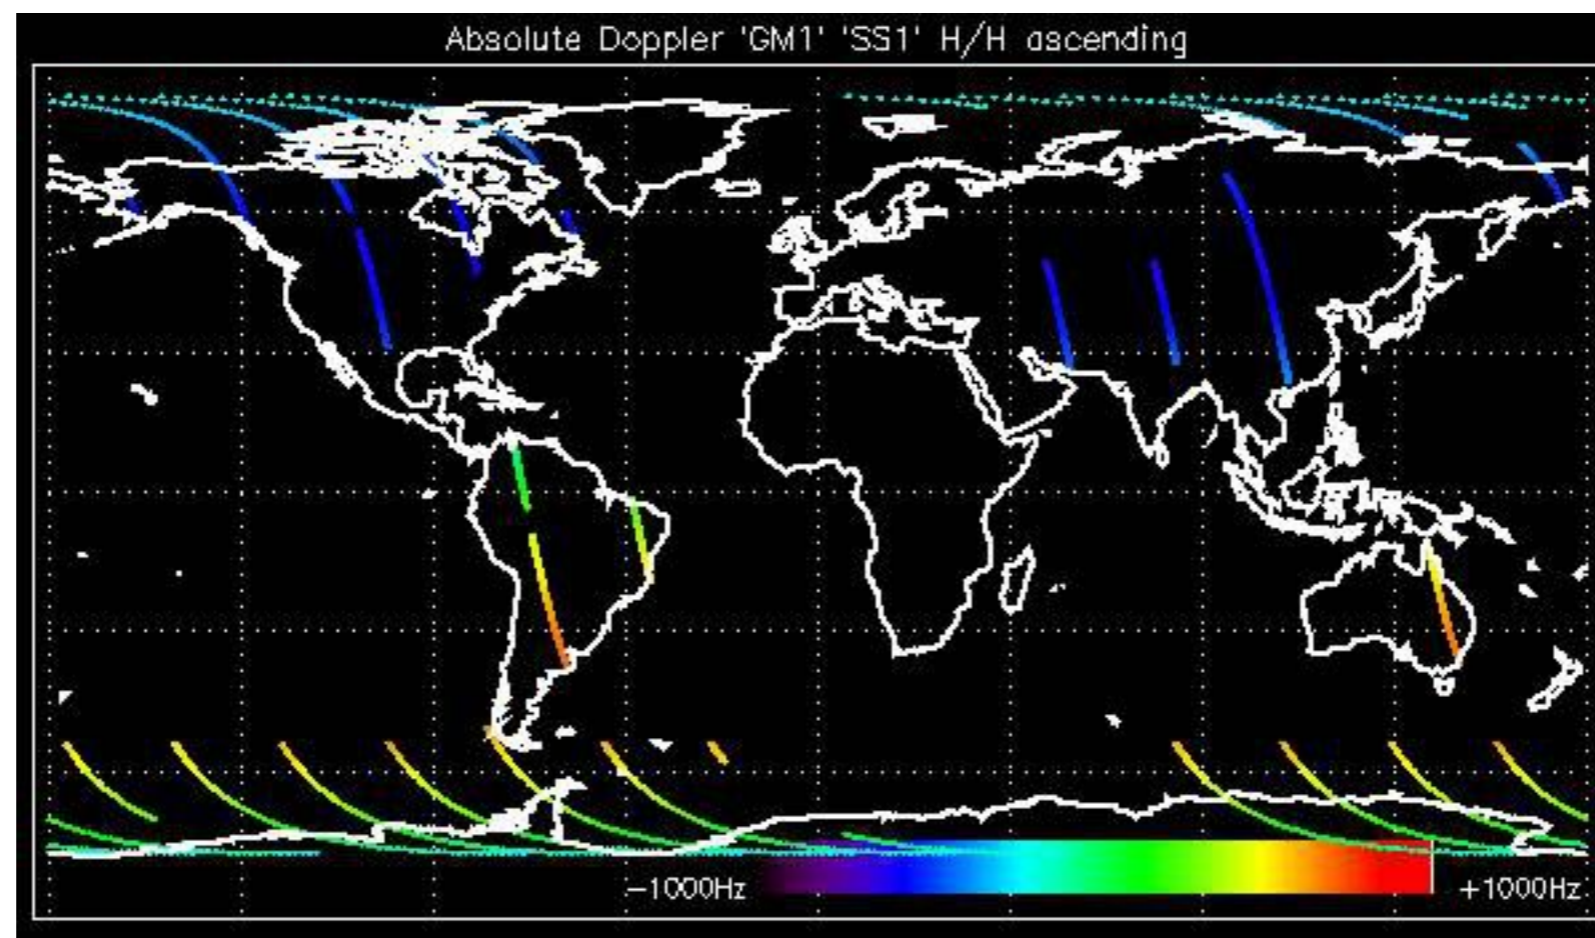 Absolute Doppler 'GM1' 'SS1' H/H ascending
−1000Hz
+1000Hz